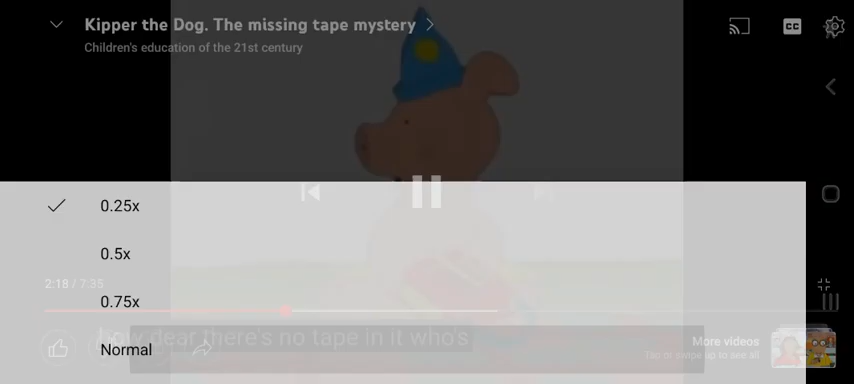 Kipper the Dog. The missing tape mystery
Children's education of the 21st century
CC
0.25x
0.5x
2:18 / 7:35
0.75x
how dear there's no tape in it who's
Normal
More videos
Tap or swipe up to see all